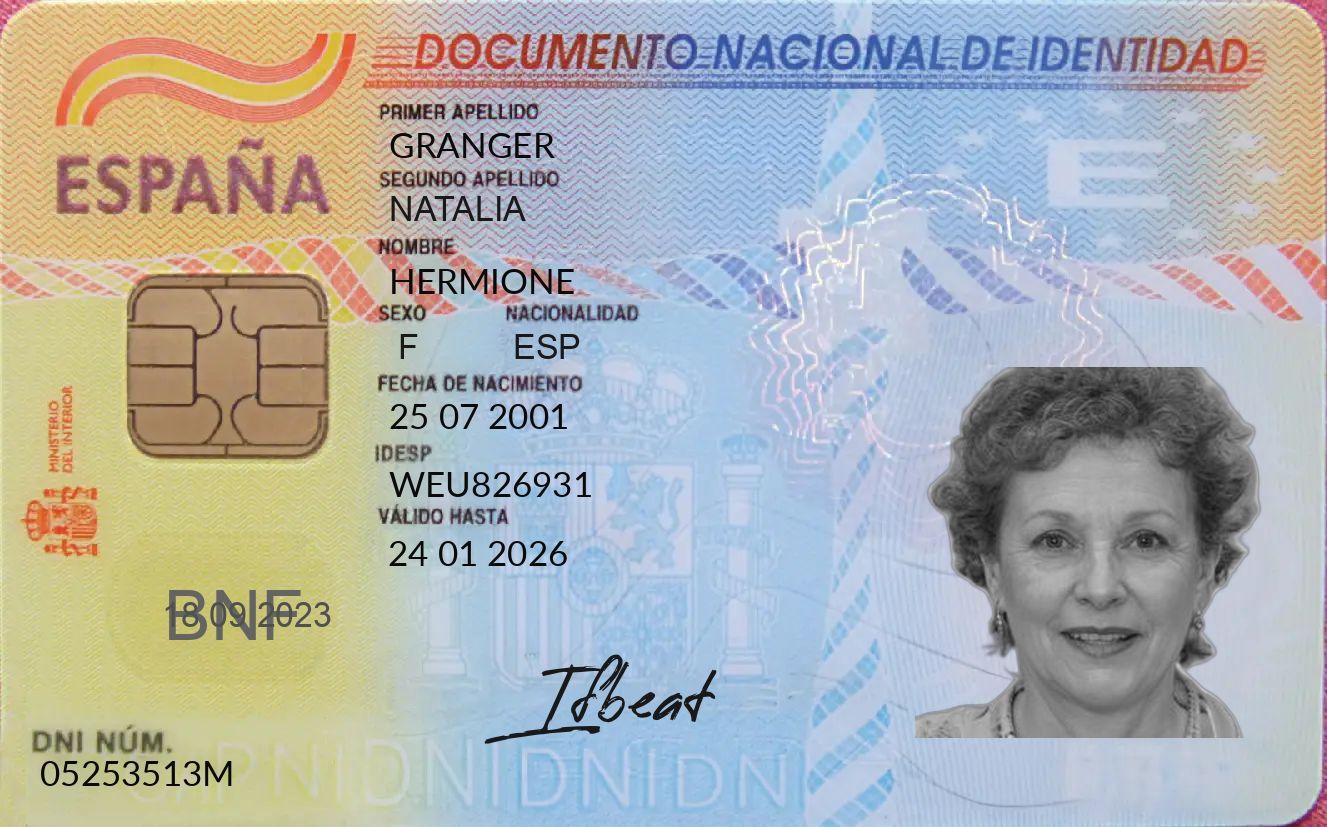 DOCUMENTO NACIONAL DE IDENTIDAD
ESPAÑA
PRIMER APELLIDO
GRANGER
SEGUNDO APELLIDO
NATALIA
NOMBRE
HERMIONE
SEXO NACIONALIDAD
F ESP
FECHA DE NACIMIENTO
25 07 2001
IDESP
WEU826931
VÁLIDO HASTA
24 01 2026
MINISTERIO
DEL INTERIOR
E
BNF
18 09 2023
DNI NÚM.
05253513M
DNIDNIDNIDNI